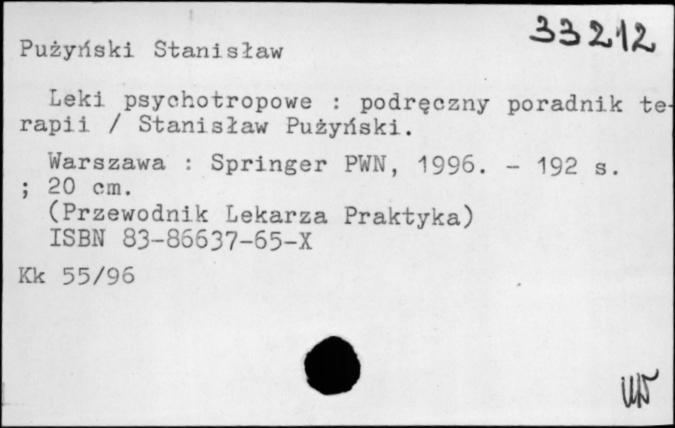 33212
Pużyński Stanisław
Leki psychotropowe : podręczny poradnik te-
rapii / Stanisław Pużyński.
Warszawa : Springer PWN, 1996. - 192 s.
; 20 cm.
(Przewodnik Lekarza Praktyka)
ISBN 83-86637-65-X
Kk 55/96